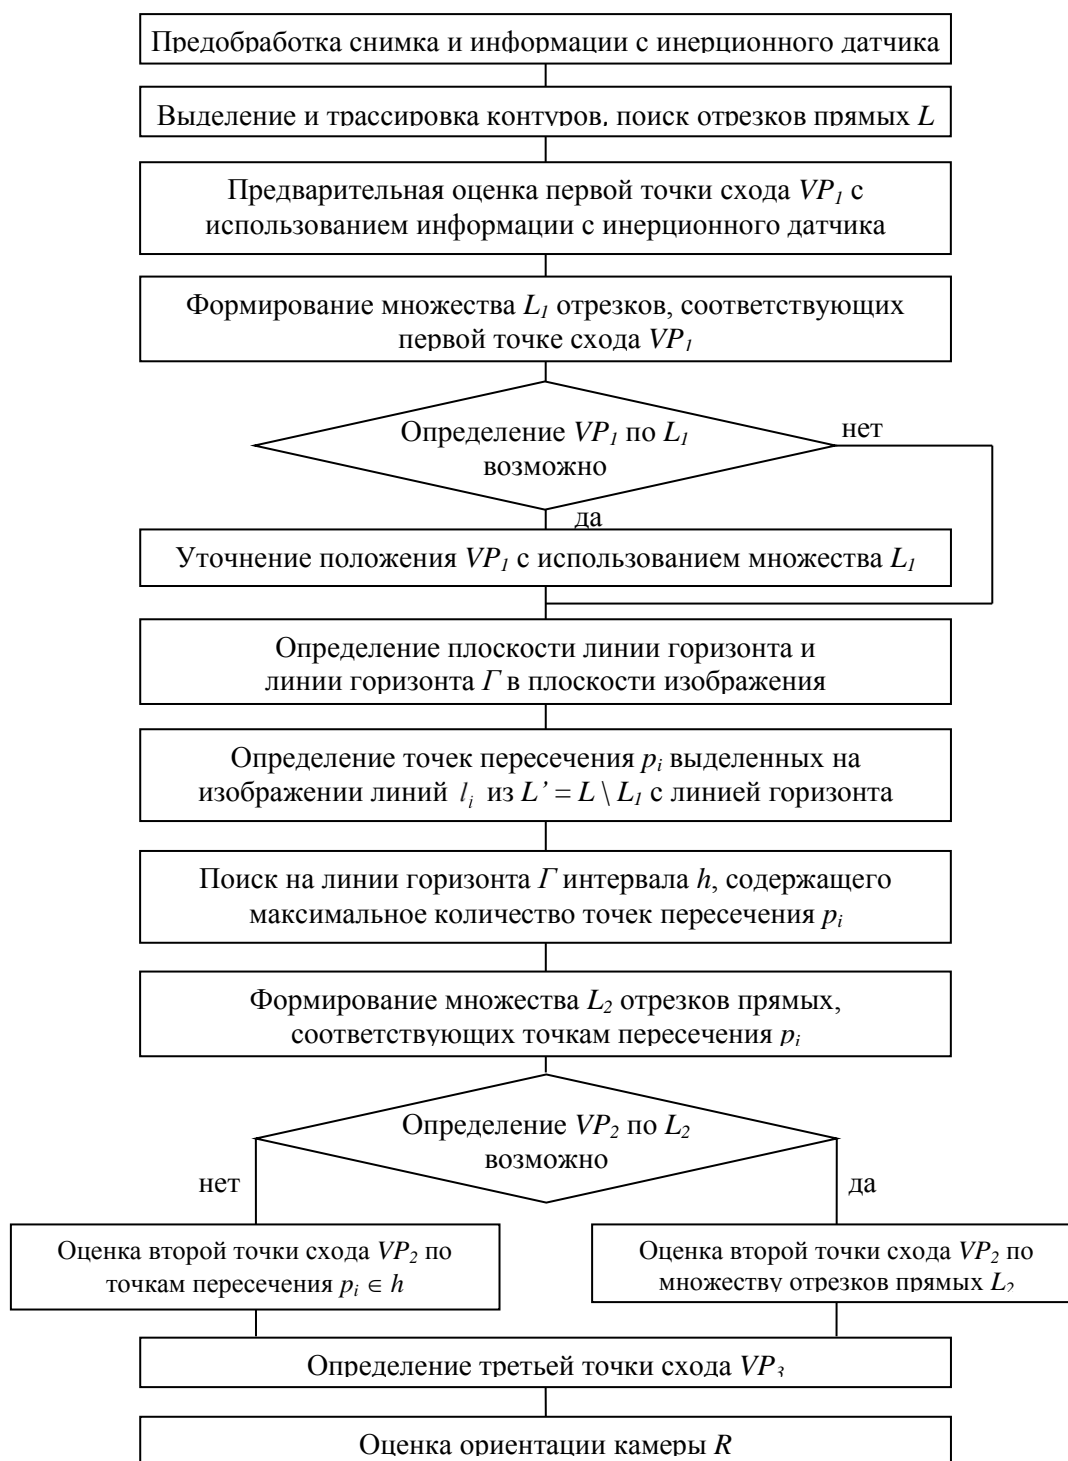 Предобработка снимка и информации с инерционного датчика
Выделение и трассировка контуров, поиск отрезков прямых L
Предварительная оценка первой точки схода VP₁ с
использованием информации с инерционного датчика
Формирование множества L₁ отрезков, соответствующих
первой точке схода VP₁
Определение VP₁ по L₁
возможно
нет
да
Уточнение положения VP₁ с использованием множества L₁
Определение плоскости линии горизонта и
линии горизонта Γ в плоскости изображения
Определение точек пересечения pᵢ выделенных на
изображении линий lᵢ из L’ = L \ L₁ с линией горизонта
Поиск на линии горизонта Γ интервала h, содержащего
максимальное количество точек пересечения pᵢ
Формирование множества L₂ отрезков прямых,
соответствующих точкам пересечения pᵢ
Определение VP₂ по L₂
возможно
нет
да
Оценка второй точки схода VP₂ по
точкам пересечения pᵢ ∈ h
Оценка второй точки схода VP₂ по
множеству отрезков прямых L₂
Определение третьей точки схода VP₃
Оценка ориентации камеры R